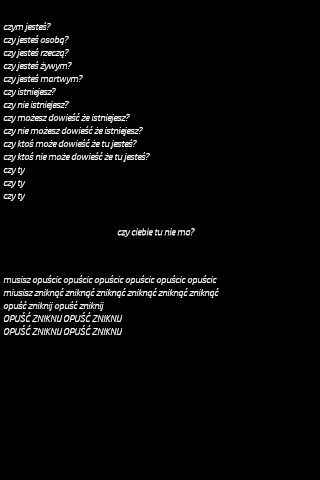 czym jesteś?
czy jesteś osobą?
czy jesteś rzeczą?
czy jesteś żywym?
czy jesteś martwym?
czy istniejesz?
czy nie istniejesz?
czy możesz dowieść że istniejesz?
czy nie możesz dowieść że istniejesz?
czy ktoś może dowieść że tu jesteś?
czy ktoś nie może dowieść że tu jesteś?
czy ty
czy ty
czy ty
czy ciebie tu nie ma?
musisz opuścic opuścic opuścic opuścic opuścic opuścic
miusisz zniknąć zniknąć zniknąć zniknąć zniknąć zniknąć
opuść zniknij opuść zniknij
OPUŚĆ ZNIKNIJ OPUŚĆ ZNIKNIJ
OPUŚĆ ZNIKNIJ OPUŚĆ ZNIKNIJ